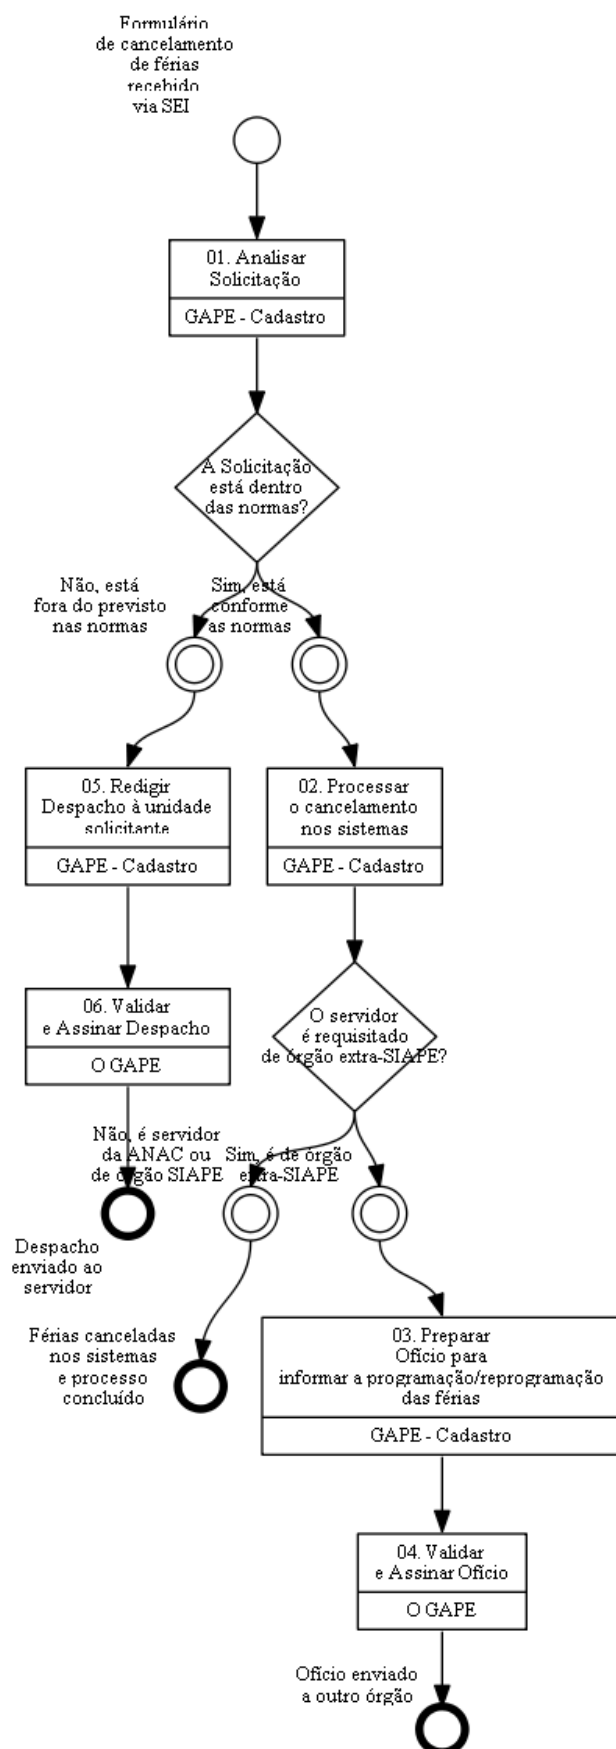 Formulário
de cancelamento
de férias
recebido
via SEI
01. Analisar
Solicitação
GAPE - Cadastro
A Solicitação
está dentro
das normas?
Não, está
fora do previsto
nas normas
Sim, está
conforme
as normas
05. Redigir
Despacho à unidade
solicitante
GAPE - Cadastro
02. Processar
o cancelamento
nos sistemas
GAPE - Cadastro
06. Validar
e Assinar Despacho
O GAPE
O servidor
é requisitado
de órgão extra-SIAPE?
Não, é servidor
da ANAC ou
de órgão SIAPE
Sim, é de órgão
extra-SIAPE
Despacho
enviado ao
servidor
Férias canceladas
nos sistemas
e processo
concluído
03. Preparar
Ofício para
informar a programação/reprogramação
das férias
GAPE - Cadastro
04. Validar
e Assinar Ofício
O GAPE
Ofício enviado
a outro órgão